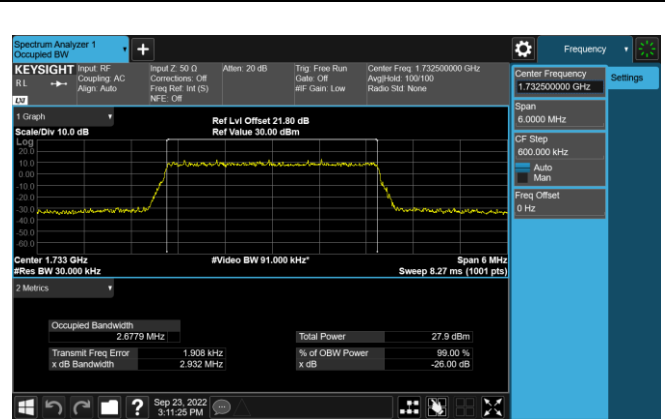 Spectrum Analyzer 1
Occupied BW
Frequency
KEYSIGHT
R L
LXI
Input: RF
Coupling: AC
Align: Auto
Input Z: 50 Ω
Corrections: Off
Freq Ref: Int (S)
NFE: Off
Atten: 20 dB
Trig: Free Run
Gate: Off
#IF Gain: Low
Center Freq: 1.732500000 GHz
Avg|Hold: 100/100
Radio Std: None
Center Frequency
1.732500000 GHz
Settings
Span
6.0000 MHz
CF Step
600.000 kHz
Auto
Man
Freq Offset
0 Hz
1 Graph
Scale/Div 10.0 dB
Ref Lvl Offset 21.80 dB
Ref Value 30.00 dBm
Log
20.0
10.0
0.00
-10.0
-20.0
-30.0
-40.0
-50.0
-60.0
Center 1.733 GHz
#Res BW 30.000 kHz
#Video BW 91.000 kHz*
Span 6 MHz
Sweep 8.27 ms (1001 pts)
2 Metrics
Occupied Bandwidth
2.6779 MHz
Total Power 27.9 dBm
Transmit Freq Error 1.908 kHz
% of OBW Power 99.00 %
x dB Bandwidth 2.932 MHz
x dB -26.00 dB
?
Sep 23, 2022
3:11:25 PM